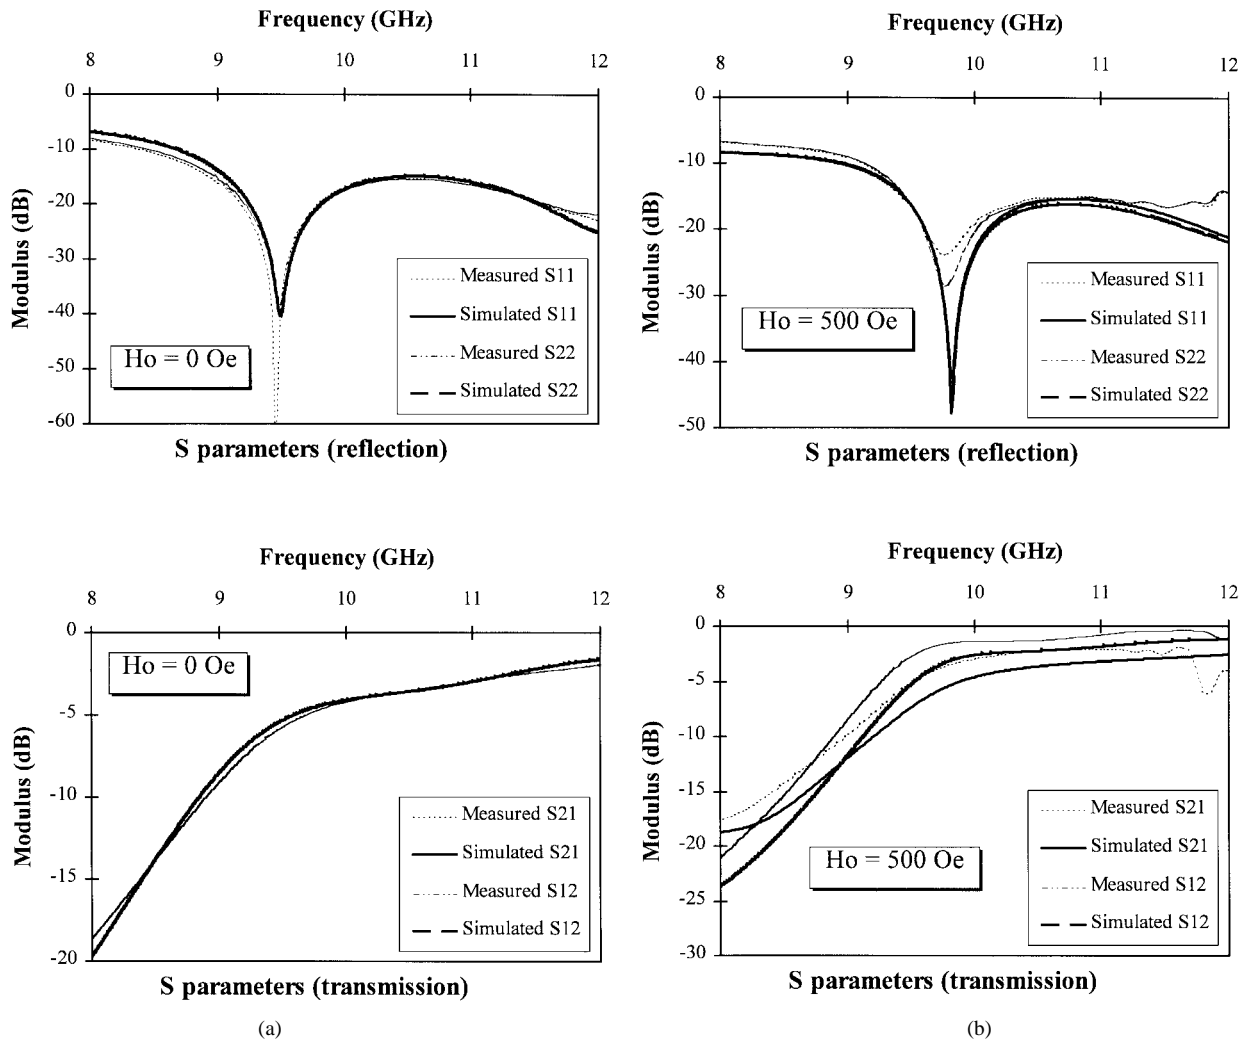 Frequency (GHz)
8 9 10 11 12
0
-10
-20
-30
-40
-50
-60
Modulus (dB)
Measured S11
Simulated S11
Measured S22
Simulated S22
Ho = 0 Oe
S parameters (reflection)
Frequency (GHz)
8 9 10 11 12
0
-10
-20
-30
-40
-50
Modulus (dB)
Measured S11
Simulated S11
Measured S22
Simulated S22
Ho = 500 Oe
S parameters (reflection)
Frequency (GHz)
8 9 10 11 12
0
-5
-10
-15
-20
Modulus (dB)
Ho = 0 Oe
Measured S21
Simulated S21
Measured S12
Simulated S12
S parameters (transmission)
(a)
Frequency (GHz)
8 9 10 11 12
0
-5
-10
-15
-20
-25
-30
Modulus (dB)
Measured S21
Simulated S21
Measured S12
Simulated S12
Ho = 500 Oe
S parameters (transmission)
(b)